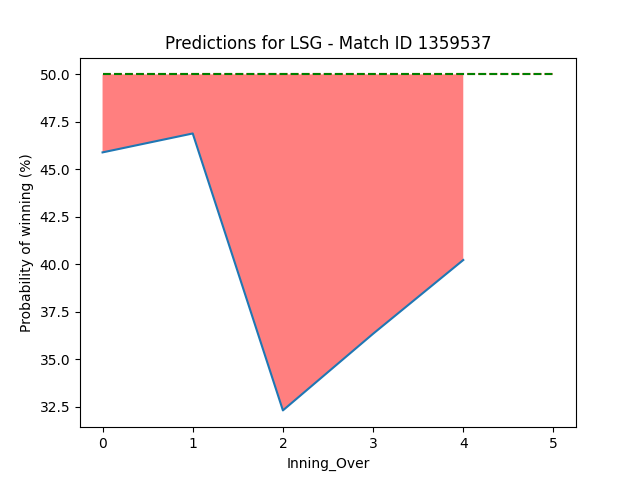 Predictions for LSG - Match ID 1359537
Probability of winning (%)
50.0
47.5
45.0
42.5
40.0
37.5
35.0
32.5
0 1 2 3 4 5
Inning_Over